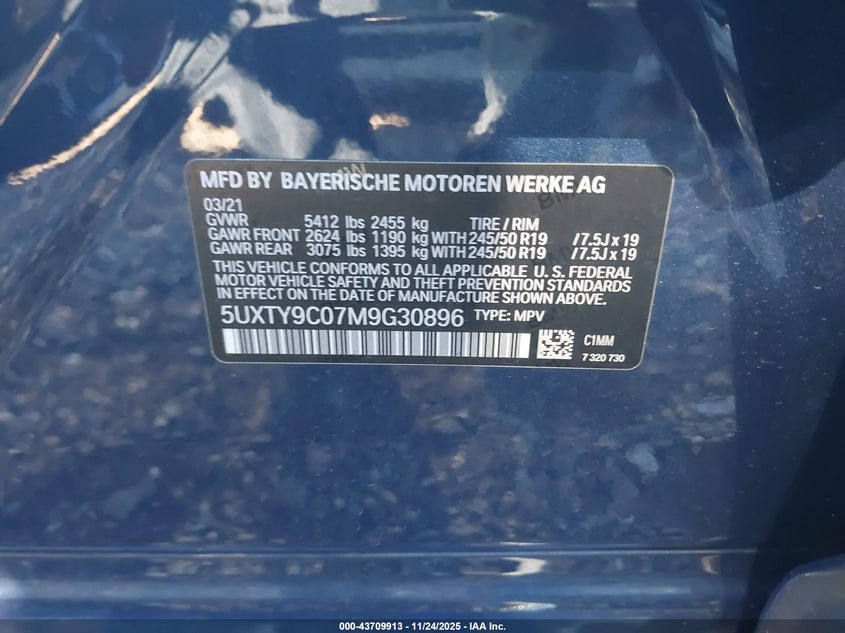 MFD BY BAYERISCHE MOTOREN WERKE AG
03/21
GVWR 5412 lbs 2455 kg TIRE / RIM
GAWR FRONT 2624 lbs 1190 kg WITH 245/50 R19 / 7.5J x 19
GAWR REAR 3075 lbs 1395 kg WITH 245/50 R19 / 7.5J x 19
THIS VEHICLE CONFORMS TO ALL APPLICABLE U. S. FEDERAL
MOTOR VEHICLE SAFETY AND THEFT PREVENTION STANDARDS
IN EFFECT ON THE DATE OF MANUFACTURE SHOWN ABOVE.
5UXTY9C07M9G30896 TYPE: MPV
C1MM
7 320 730
000-43709913 - 11/24/2025 - IAA Inc.